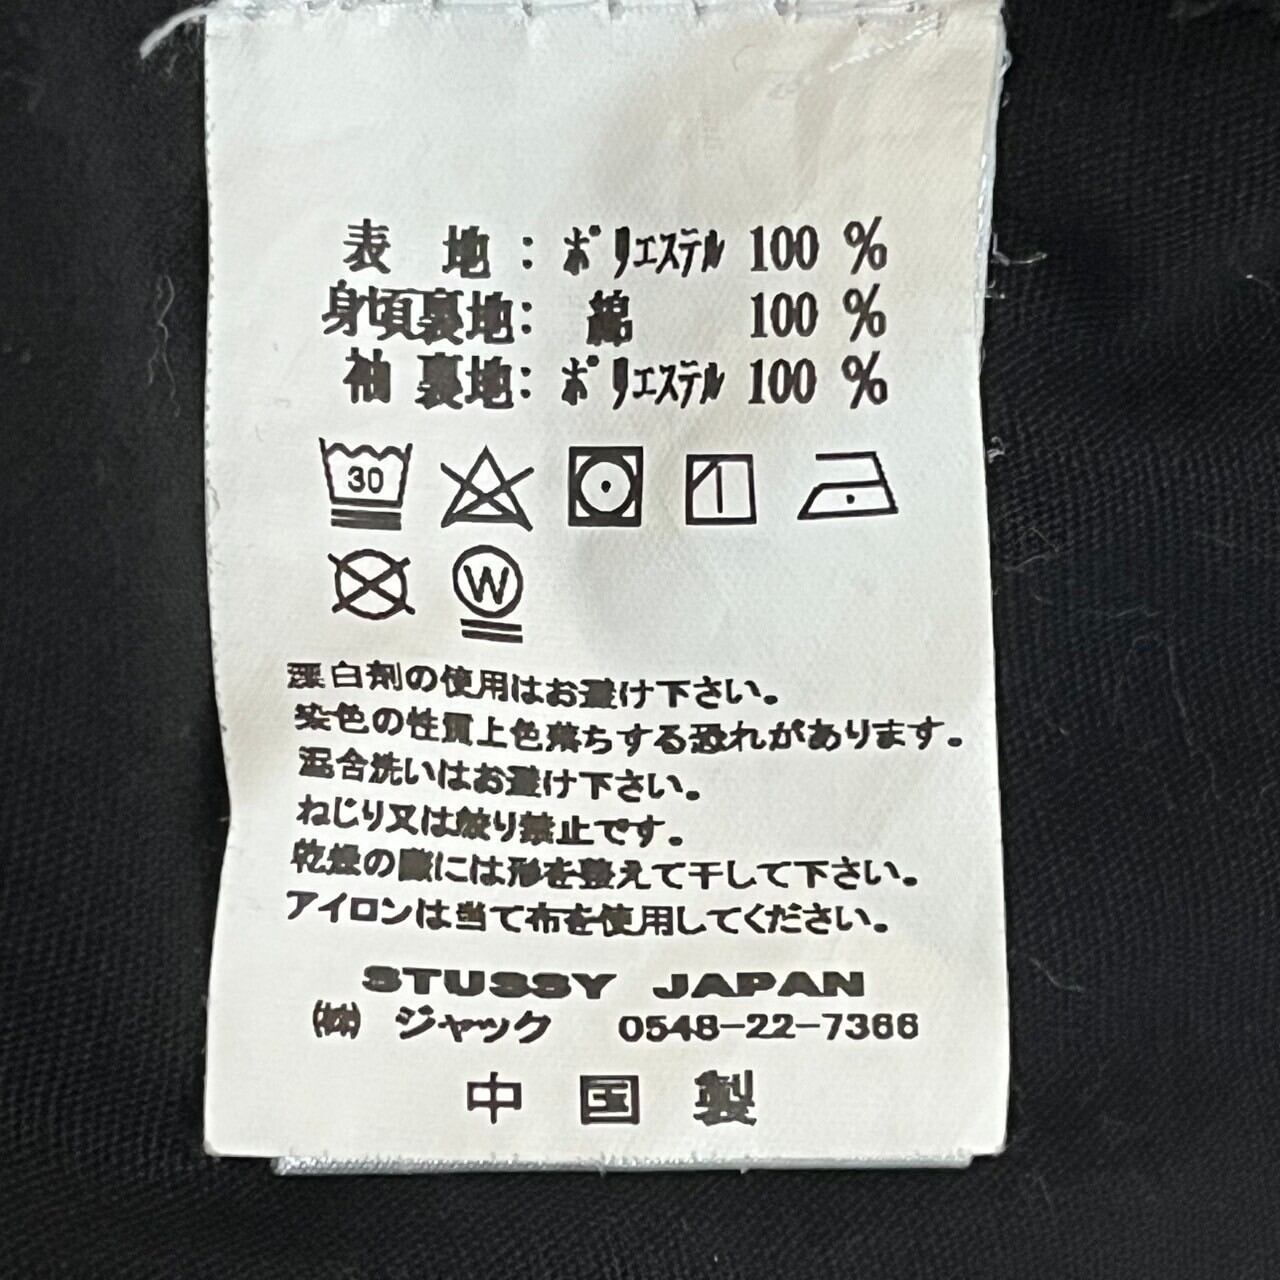 表地：ポリエステル 100 %
身頃裏地：綿 100 %
袖裏地：ポリエステル 100 %
30
W
漂白剤の使用はお避け下さい。
染色の性質上色落ちする恐れがあります。
混合洗いはお避け下さい。
ねじり又は絞り禁止です。
乾燥の際には形を整えて干して下さい。
アイロンは当て布を使用してください。
STUSSY JAPAN
㈱ ジャック 0548-22-7366
中国製